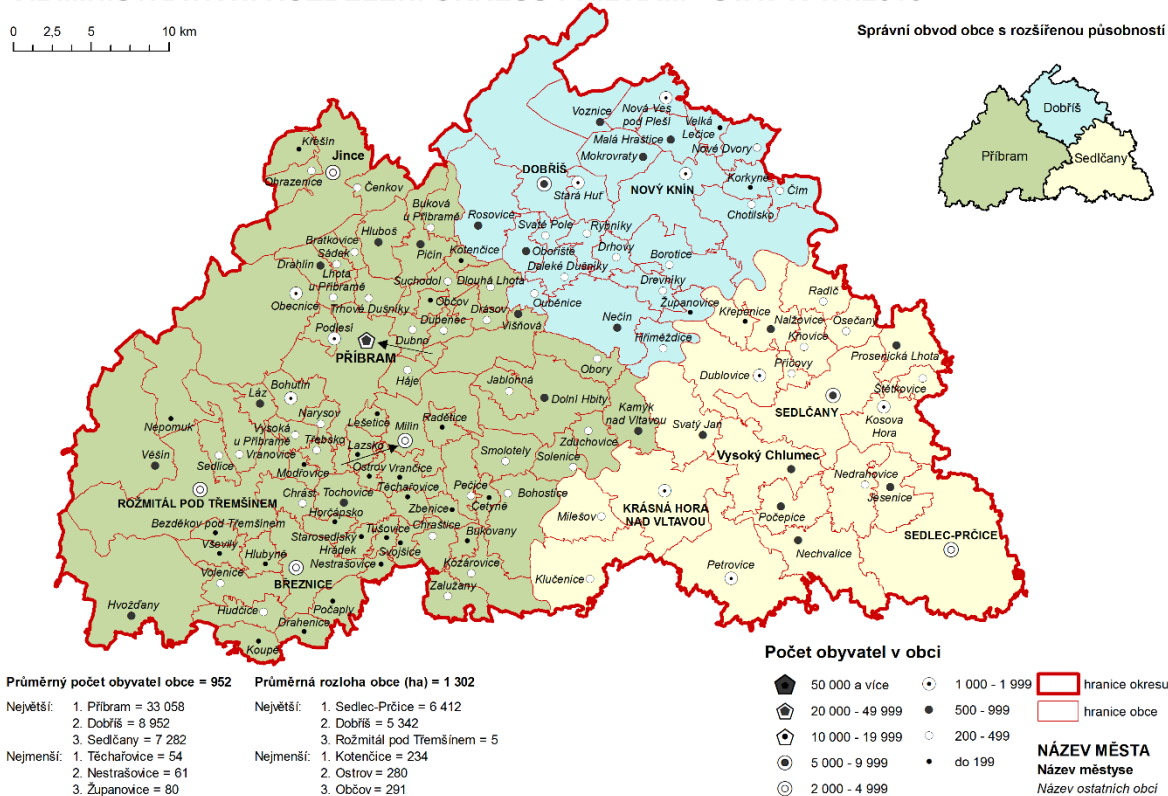 0 2,5 5 10 km
Správní obvod obce s rozšířenou působností
Dobříš
Příbram
Sedlčany
Voznice
Nová Ves
pod Pleší
Velká
Lečice
Malá Hraštice
Nové Dvory
Mokrovraty
Křešín
Jince
Ohrazenice
Čenkov
DOBŘÍŠ
Stará Huť
NOVÝ KNÍN
Korkyně
Čím
Chotilsko
Buková
u Příbramě
Rosovice
Hluboš
Pičín
Kotenčice
Svaté Pole
Rybníky
Obořiště
Drhovy
Daleké Dušníky
Borotice
Drevníky
Bratkovice
Sádek
Drahlín
Lhota
u Příbramě
Suchodol
Dlouhá Lhota
Ouběnice
Županovice
Obecnice
Trhové Dušníky
Občov
Drásov
Višňová
Nečín
Podlesí
Dubenec
Dubno
PŘÍBRAM
Hříměždice
Krepenice
Radíč
Nalžovice
Osečany
Kňovice
Prosenická Lhota
Příčovy
Štětkovice
Dublovice
SEDLČANY
Kosova
Hora
Háje
Obory
Jablonná
Dolní Hbity
Kamýk
nad Vltavou
Svatý Jan
Vysoký Chlumec
Bohutín
Láz
Narysov
Vysoká
u Příbramě
Třebsko
Lešetice
Milín
Radětice
Nepomuk
Vranovice
Lazsko
Zduchovice
Solenice
Smolotely
Věšín
Sedlice
Modřovice
Ostrov
Vrančice
Nedrahovice
Jesenice
ROŽMITÁL POD TŘEMŠÍNEM
Chrást
Tochovice
Těchařovice
Pečice
Cetyně
Bohostice
Horčápsko
Zbenice
KRÁSNÁ HORA
NAD VLTAVOU
Milešov
Počepice
Bezděkov pod Třemšínem
Starosedlský
Hrádek
Tušovice
Chraštice
Svojšice
Bukovany
Nechvalice
SEDLEC-PRČICE
Vševily
Hlubyně
Nestrašovice
BŘEZNICE
Volenice
Kozárovice
Zalužany
Klučenice
Petrovice
Hvožďany
Hudčice
Počaply
Drahenice
Koupě
Průměrný počet obyvatel obce = 952
Největší: 1. Příbram = 33 058
2. Dobříš = 8 952
3. Sedlčany = 7 282
Nejmenší: 1. Těchařovice = 54
2. Nestrašovice = 61
3. Županovice = 80
Průměrná rozloha obce (ha) = 1 302
Největší: 1. Sedlec-Prčice = 6 412
2. Dobříš = 5 342
3. Rožmitál pod Třemšínem = 5
Nejmenší: 1. Kotenčice = 234
2. Ostrov = 280
3. Občov = 291
Počet obyvatel v obci
50 000 a více
20 000 - 49 999
10 000 - 19 999
5 000 - 9 999
2 000 - 4 999
1 000 - 1 999
500 - 999
200 - 499
do 199
hranice okresu
hranice obce
NÁZEV MĚSTA
Název městyse
Název ostatních obcí